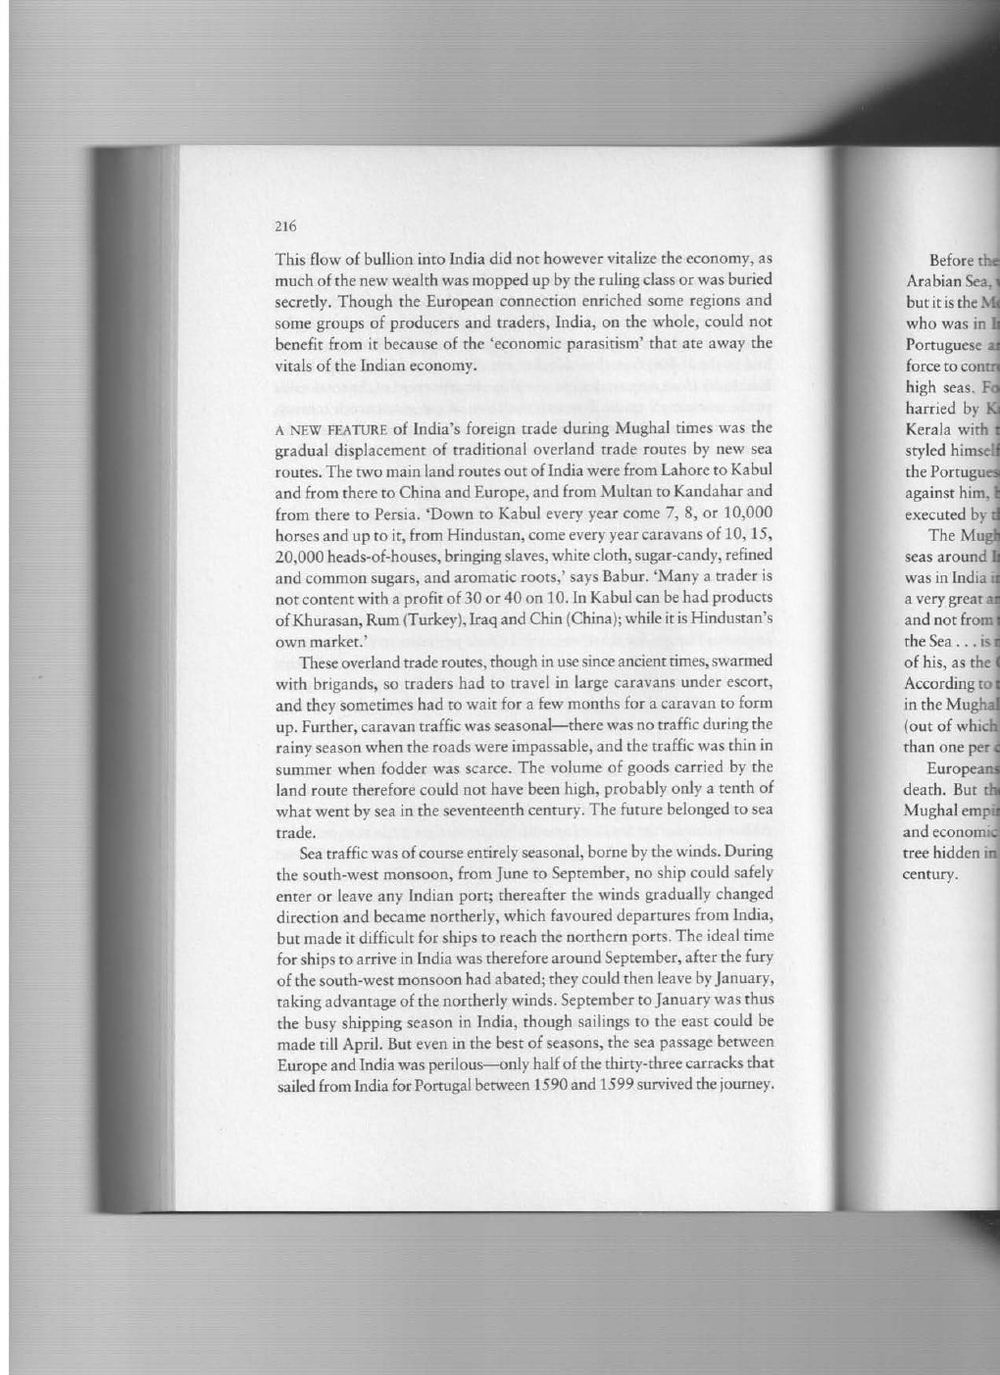 216
This flow of bullion into India did not however vitalize the economy, as
much of the new wealth was mopped up by the ruling class or was buried
secretly. Though the European connection enriched some regions and
some groups of producers and traders, India, on the whole, could not
benefit from it because of the ‘economic parasitism’ that ate away the
vitals of the Indian economy.
A NEW FEATURE of India’s foreign trade during Mughal times was the
gradual displacement of traditional overland trade routes by new sea
routes. The two main land routes out of India were from Lahore to Kabul
and from there to China and Europe, and from Multan to Kandahar and
from there to Persia. ‘Down to Kabul every year come 7, 8, or 10,000
horses and up to it, from Hindustan, come every year caravans of 10, 15,
20,000 heads-of-houses, bringing slaves, white cloth, sugar-candy, refined
and common sugars, and aromatic roots,’ says Babur. ‘Many a trader is
not content with a profit of 30 or 40 on 10. In Kabul can be had products
of Khurasan, Rum (Turkey), Iraq and Chin (China); while it is Hindustan’s
own market.’
These overland trade routes, though in use since ancient times, swarmed
with brigands, so traders had to travel in large caravans under escort,
and they sometimes had to wait for a few months for a caravan to form
up. Further, caravan traffic was seasonal—there was no traffic during the
rainy season when the roads were impassable, and the traffic was thin in
summer when fodder was scarce. The volume of goods carried by the
land route therefore could not have been high, probably only a tenth of
what went by sea in the seventeenth century. The future belonged to sea
trade.
Sea traffic was of course entirely seasonal, borne by the winds. During
the south-west monsoon, from June to September, no ship could safely
enter or leave any Indian port; thereafter the winds gradually changed
direction and became northerly, which favoured departures from India,
but made it difficult for ships to reach the northern ports. The ideal time
for ships to arrive in India was therefore around September, after the fury
of the south-west monsoon had abated; they could then leave by January,
taking advantage of the northerly winds. September to January was thus
the busy shipping season in India, though sailings to the east could be
made till April. But even in the best of seasons, the sea passage between
Europe and India was perilous—only half of the thirty-three carracks that
sailed from India for Portugal between 1590 and 1599 survived the journey.
Before the
Arabian Sea,
but it is the
who was in
Portuguese
force to
high seas.
harried by
Kerala with
styled
the
against him,
executed by
The
seas around
was in India
a very great
and not from
the Sea . . . is
of his, as the
According to
in the Mughal
(out of which
than one per
Europeans
death. But
Mughal
and economic
tree hidden in
century.